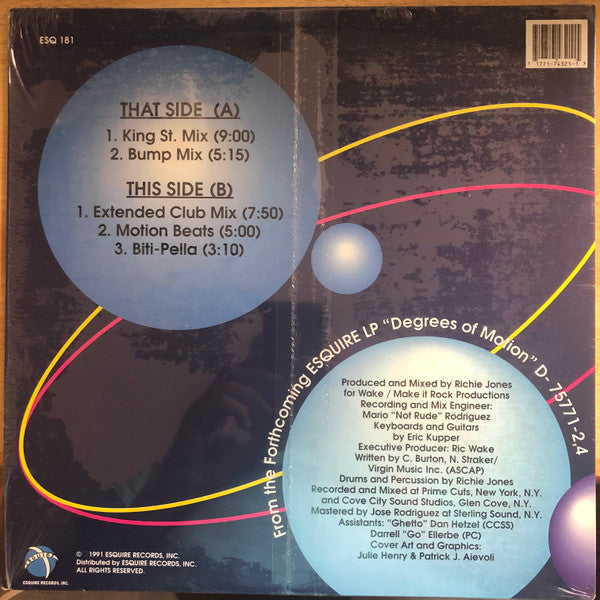 ESQ 181
7 1771-74321-1 1
THAT SIDE (A)
1. King St. Mix (9:00)
2. Bump Mix (5:15)
THIS SIDE (B)
1. Extended Club Mix (7:50)
2. Motion Beats (5:00)
3. Biti-Pella (3:10)
From the Forthcoming ESQUIRE LP "Degrees of Motion" D- 75771-2,4
Produced and Mixed by Richie Jones
for Wake / Make it Rock Productions
Recording and Mix Engineer:
Mario "Not Rude" Rodriguez
Keyboards and Guitars
by Eric Kupper
Executive Producer: Ric Wake
Written by C. Burton, N. Straker/
Virgin Music Inc. (ASCAP)
Drums and Percussion by Richie Jones
Recorded and Mixed at Prime Cuts, New York, N.Y.
and Cove City Sound Studios, Glen Cove, N.Y.
Mastered by Jose Rodriguez at Sterling Sound, N.Y.
Assistants: "Ghetto" Dan Hetzel (CCSS)
Darrell "Go" Ellerbe (PC)
Cover Art and Graphics:
Julie Henry & Patrick J. Aievoli
ESQUIRE
ESQUIRE RECORDS, INC.
© 1991 ESQUIRE RECORDS, INC.
Distributed by ESQUIRE RECORDS, INC.
ALL RIGHTS RESERVED.